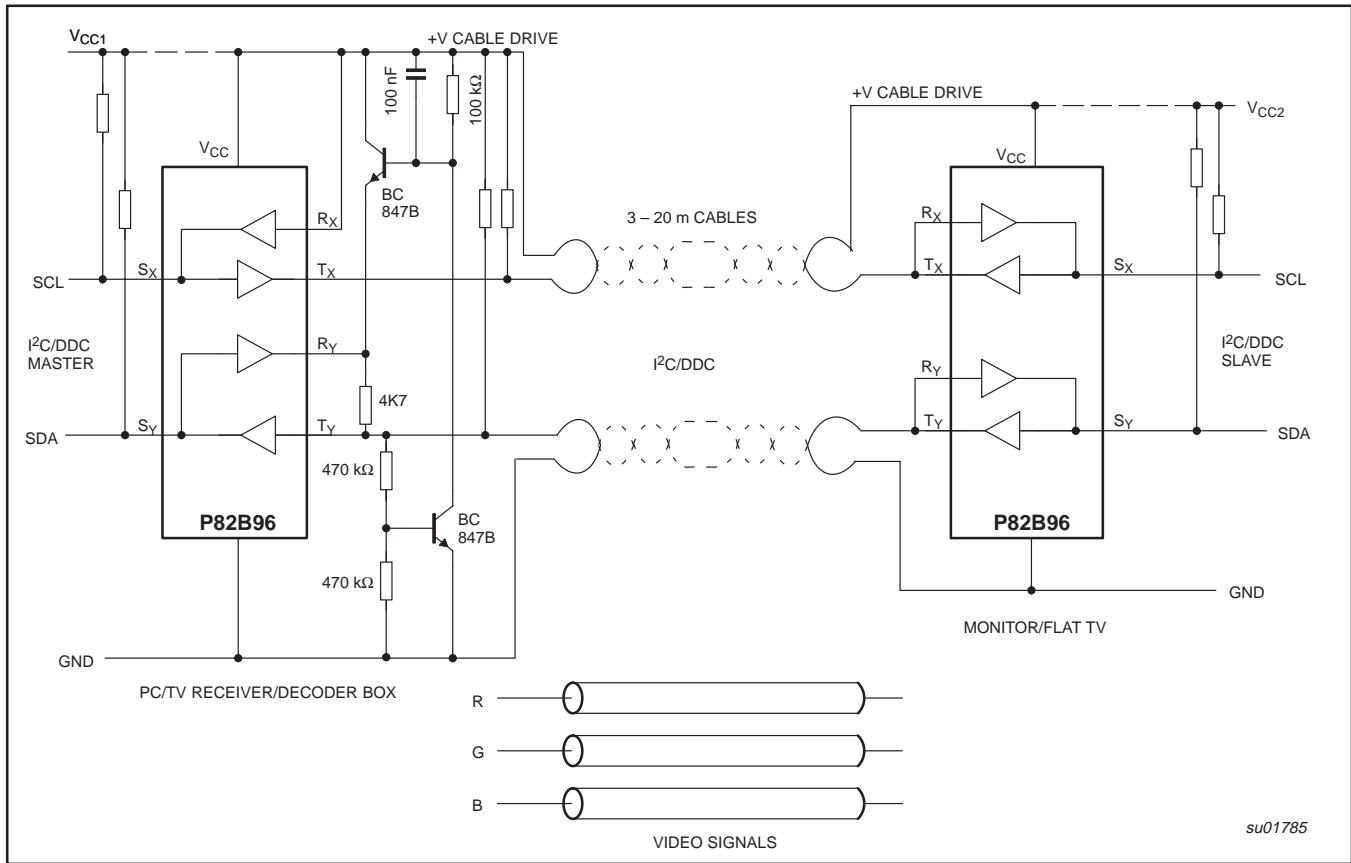 VCC1
+V CABLE DRIVE
100 nF
100 kΩ
+V CABLE DRIVE
VCC2
VCC
VCC
BC
847B
RX
3 – 20 m CABLES
RX
SCL
SX
TX
TX
SX
SCL
I2C/DDC
MASTER
RY
I2C/DDC
RY
I2C/DDC
SLAVE
4K7
SDA
SY
TY
TY
SY
SDA
470 kΩ
P82B96
BC
847B
P82B96
470 kΩ
GND
MONITOR/FLAT TV
GND
PC/TV RECEIVER/DECODER BOX
R
G
B
VIDEO SIGNALS
su01785